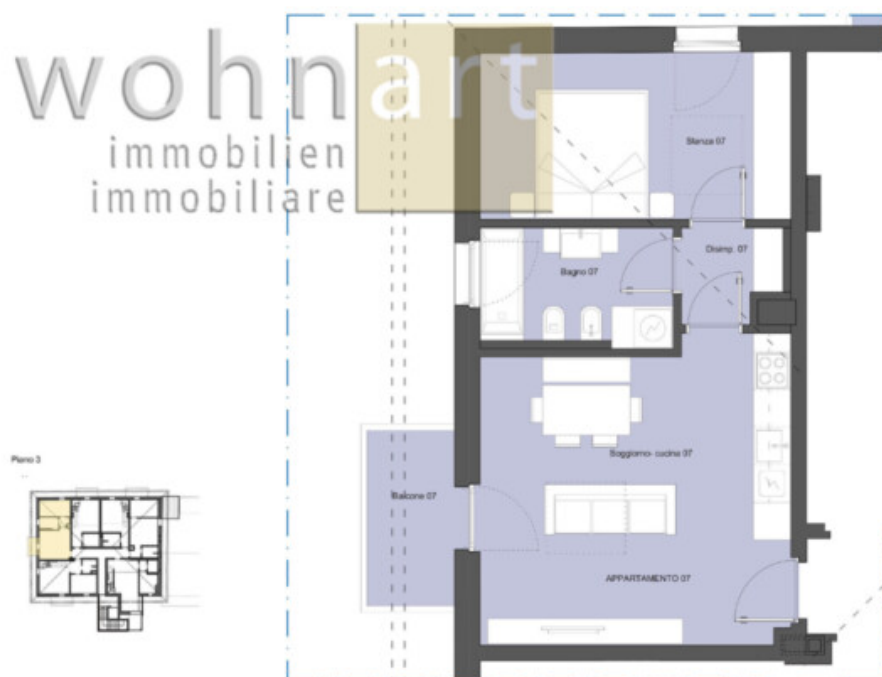 wohnart
immobilien
immobiliare
Stanza 07
Disimp. 07
Bagno 07
Soggiorno- cucina 07
Piano 3
Balcone 07
APPARTAMENTO 07